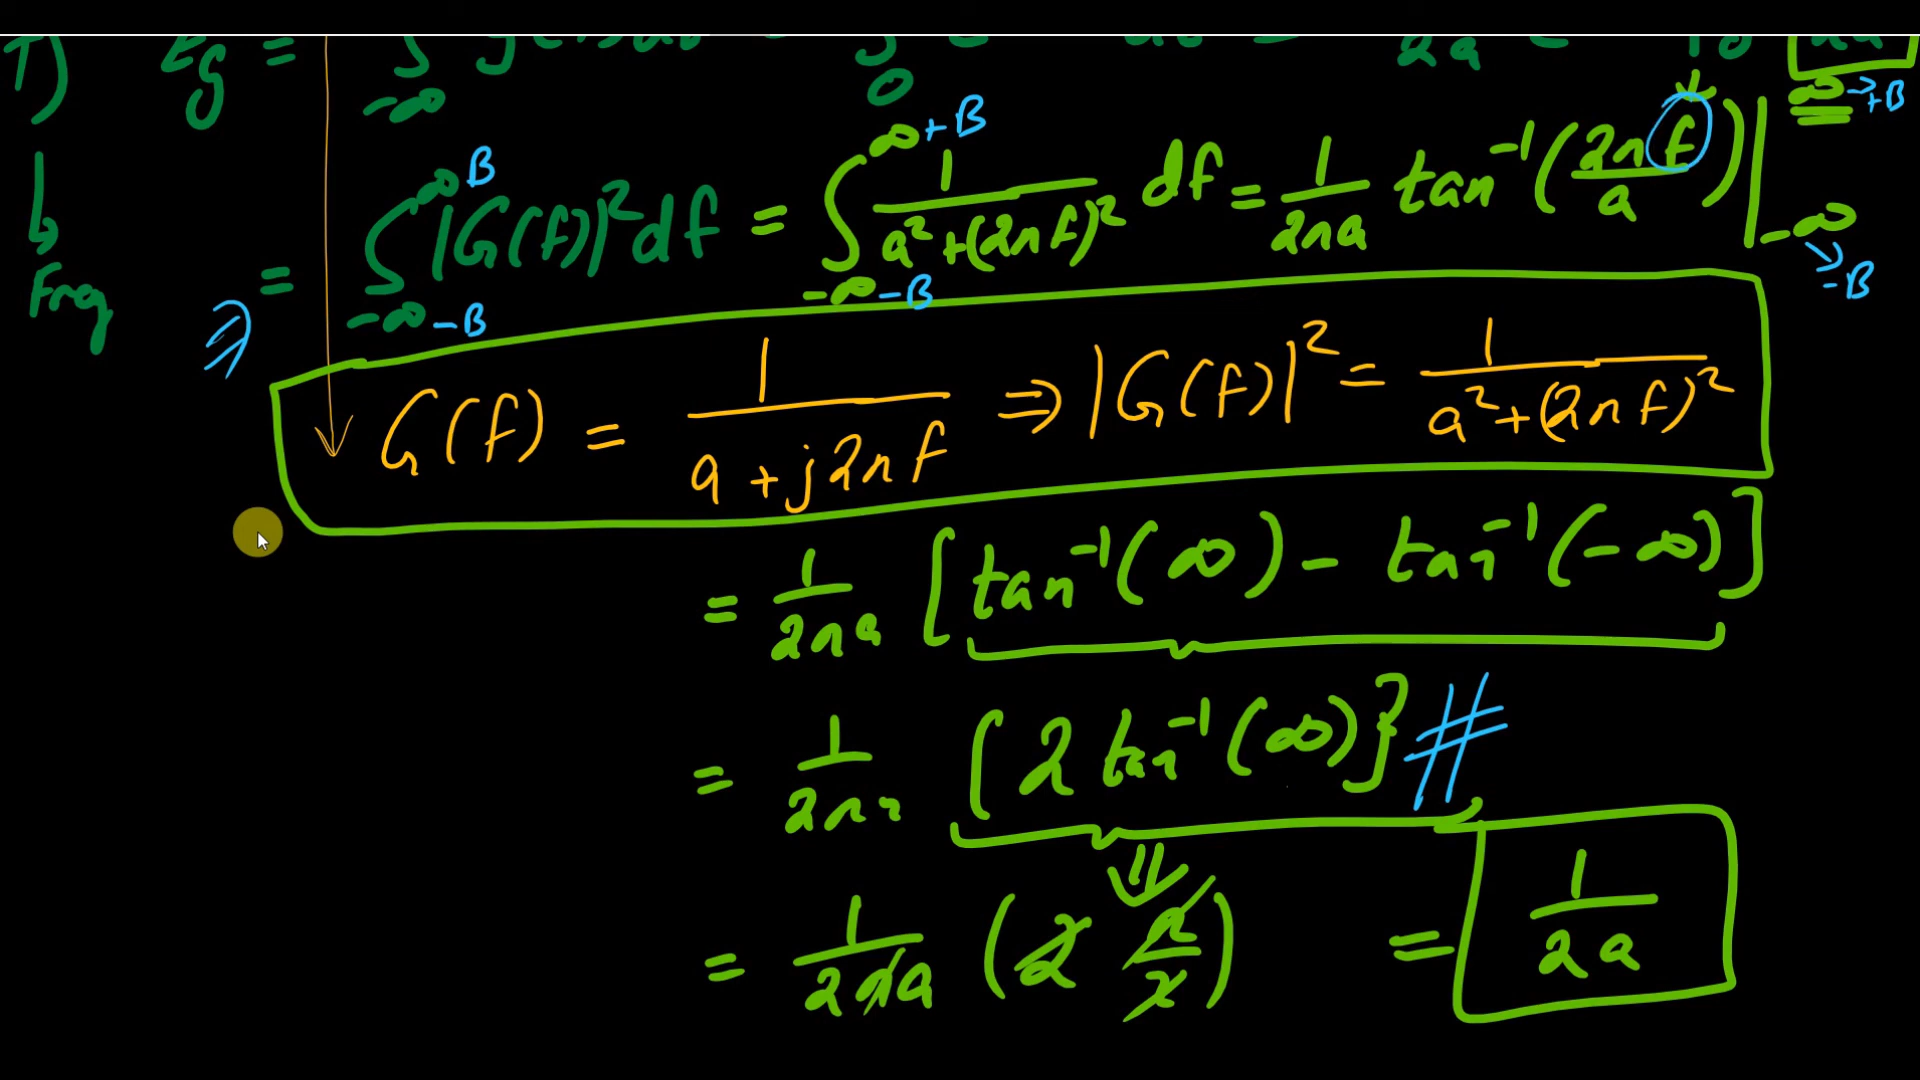 T) Eg = ∫ -∞ 0 2a
∞ → +B
↳ Freq
= ∫_{-∞ -B}^{∞ B} |G(f)|² df = ∫_{-∞ -B}^{∞ +B} 1/(a² + (2πf)²) df = 1/(2πa) tan⁻¹(2πf/a) |_{-∞ → -B}
G(f) = 1/(a + j2πf) ⇒ |G(f)|² = 1/(a² + (2πf)²)
= 1/(2πa) [tan⁻¹(∞) - tan⁻¹(-∞)]
= 1/(2πa) [2 tan⁻¹(∞)} #
= 1/(2πa) (2 π/2) = 1/(2a)